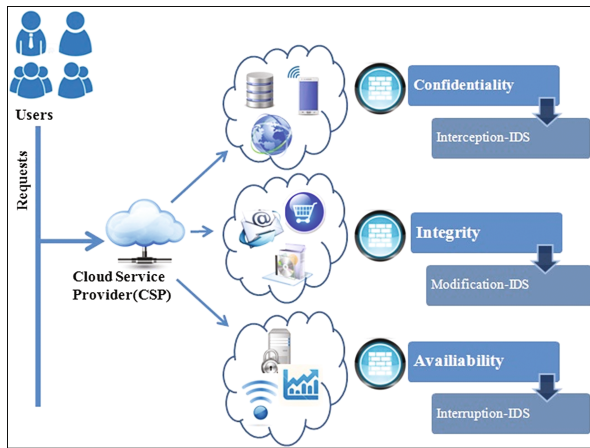 Users
Requests
Cloud Service
Provider(CSP)
Confidentiality
Interception-IDS
Integrity
Modification-IDS
Availiability
Interruption-IDS